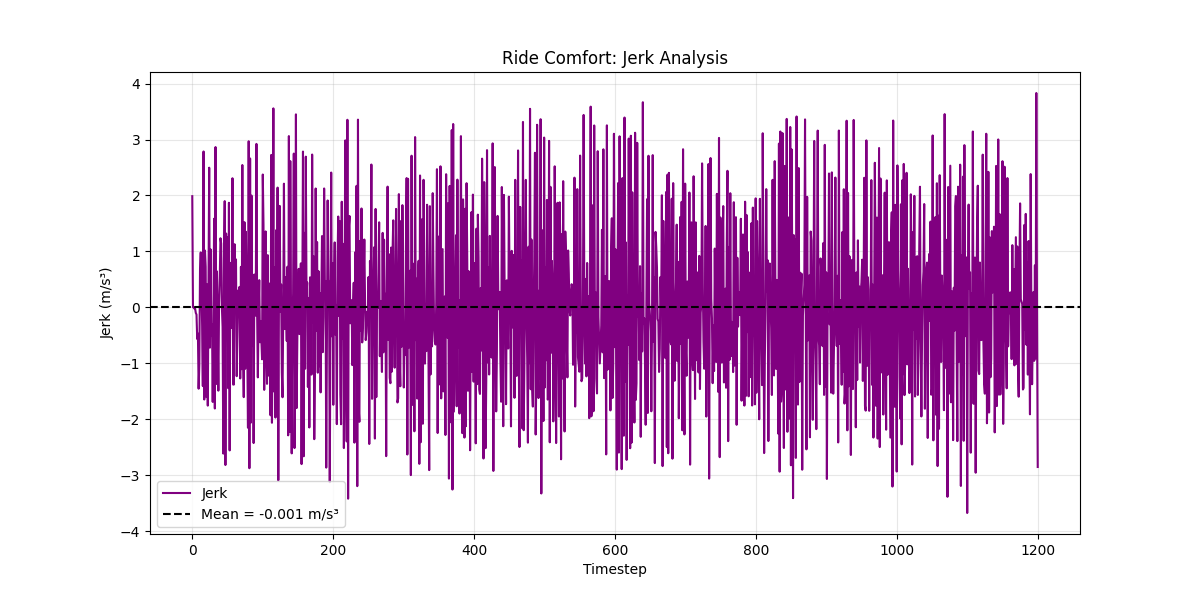 Ride Comfort: Jerk Analysis
Jerk (m/s³)
4
3
2
1
0
−1
−2
−3
−4
Jerk
Mean = -0.001 m/s³
0 200 400 600 800 1000 1200
Timestep